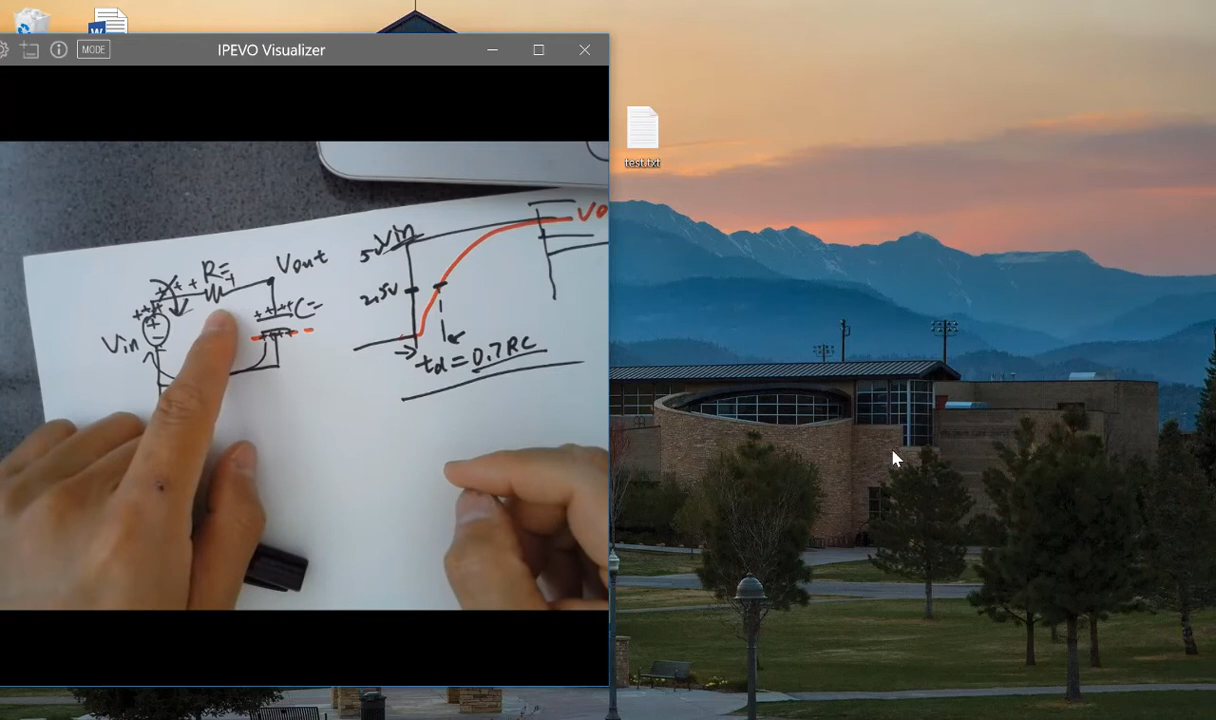 IPEVO Visualizer
MODE
test.txt
R=
Vout
C=
Vin
5V
Vin
2.5V
Vo
td = 0.7RC